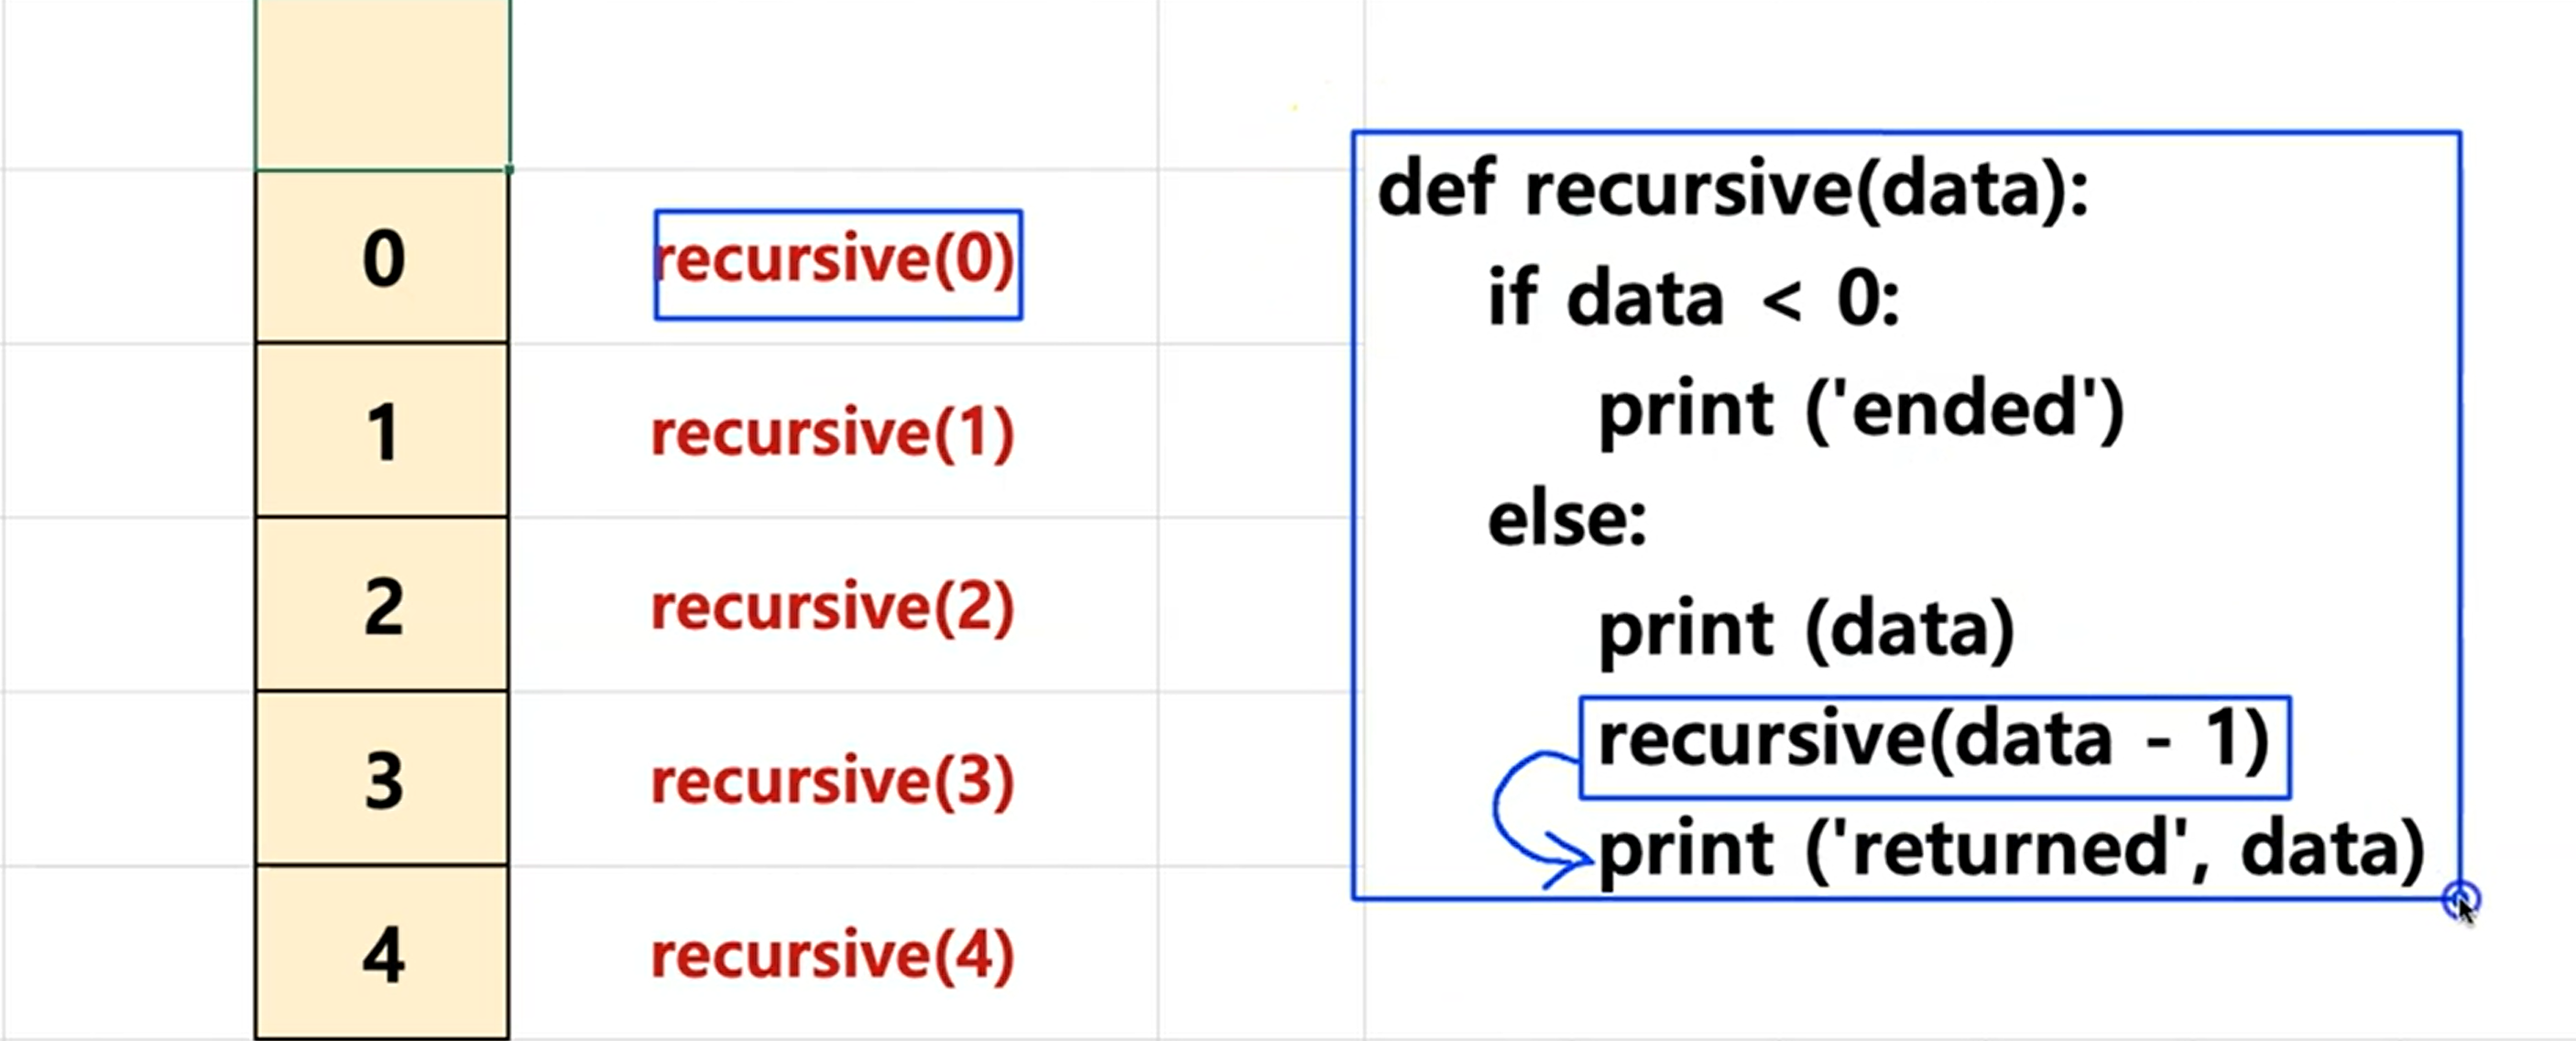 0 recursive(0)
1 recursive(1)
2 recursive(2)
3 recursive(3)
4 recursive(4)
def recursive(data):
if data < 0:
print ('ended')
else:
print (data)
recursive(data - 1)
print ('returned', data)